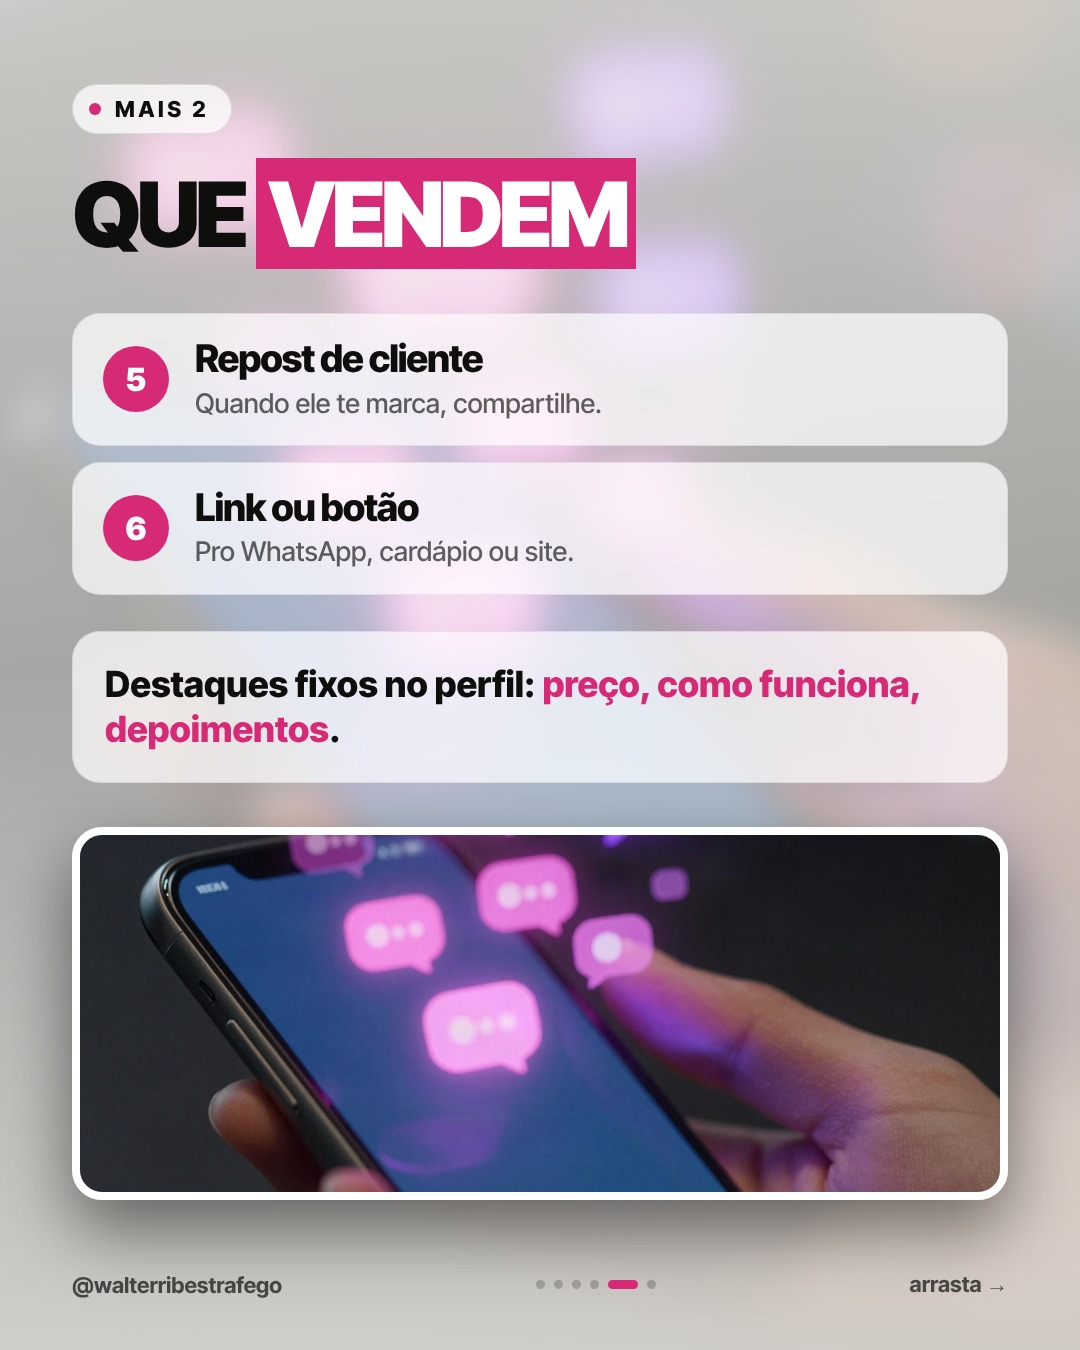 MAIS 2
QUE VENDEM
5
Repost de cliente
Quando ele te marca, compartilhe.
6
Link ou botão
Pro WhatsApp, cardápio ou site.
Destaques fixos no perfil: preço, como funciona,
depoimentos.
@walterribestrafego
arrasta →